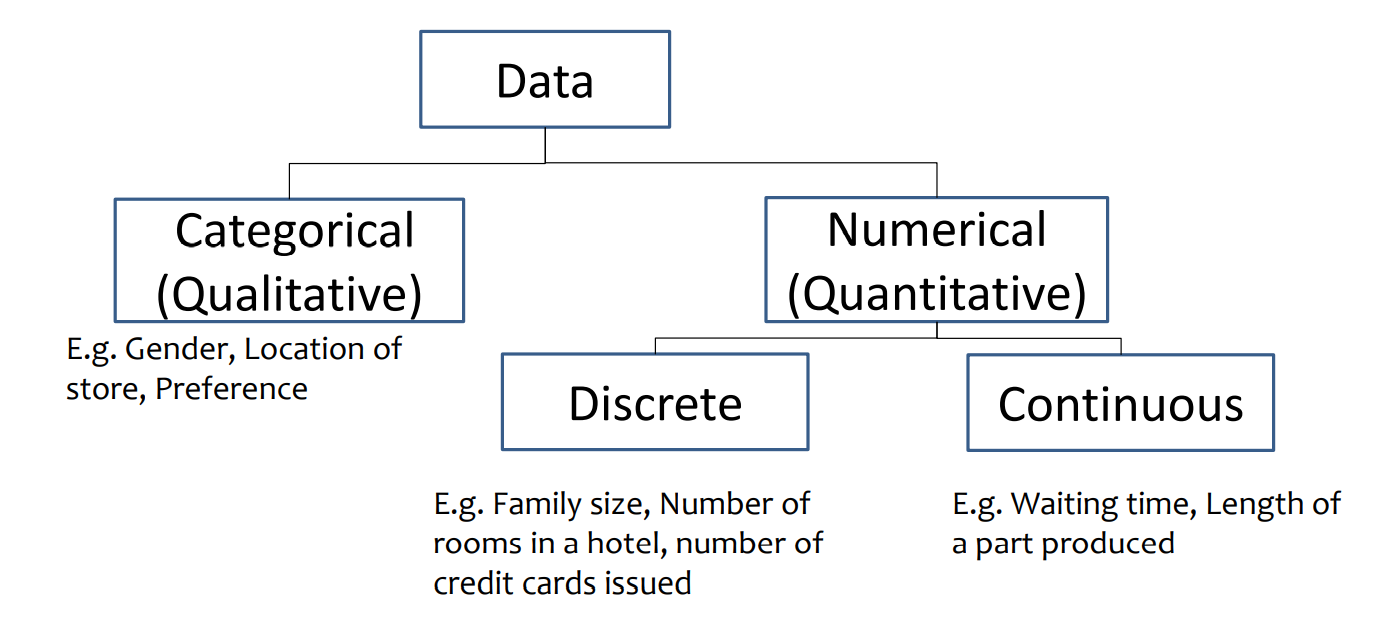 Data
Categorical
(Qualitative)
E.g. Gender, Location of
store, Preference
Numerical
(Quantitative)
Discrete
E.g. Family size, Number of
rooms in a hotel, number of
credit cards issued
Continuous
E.g. Waiting time, Length of
a part produced